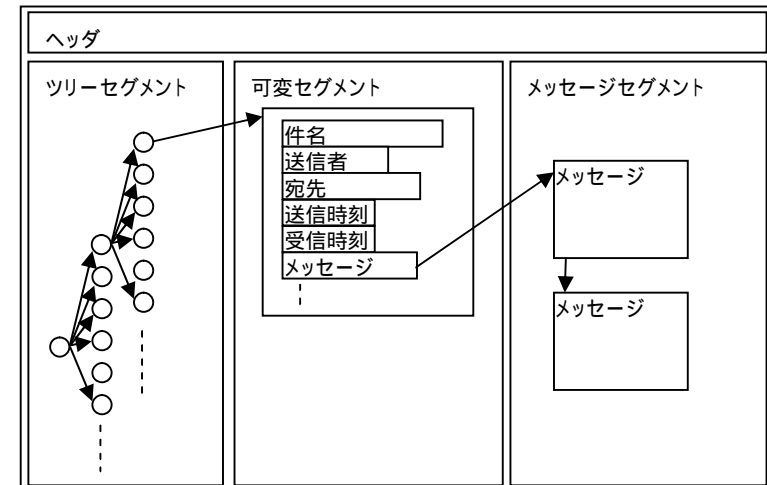 ヘッダ
ツリーセグメント
可変セグメント
メッセージセグメント
件名
送信者
宛先
送信時刻
受信時刻
メッセージ
メッセージ
メッセージ